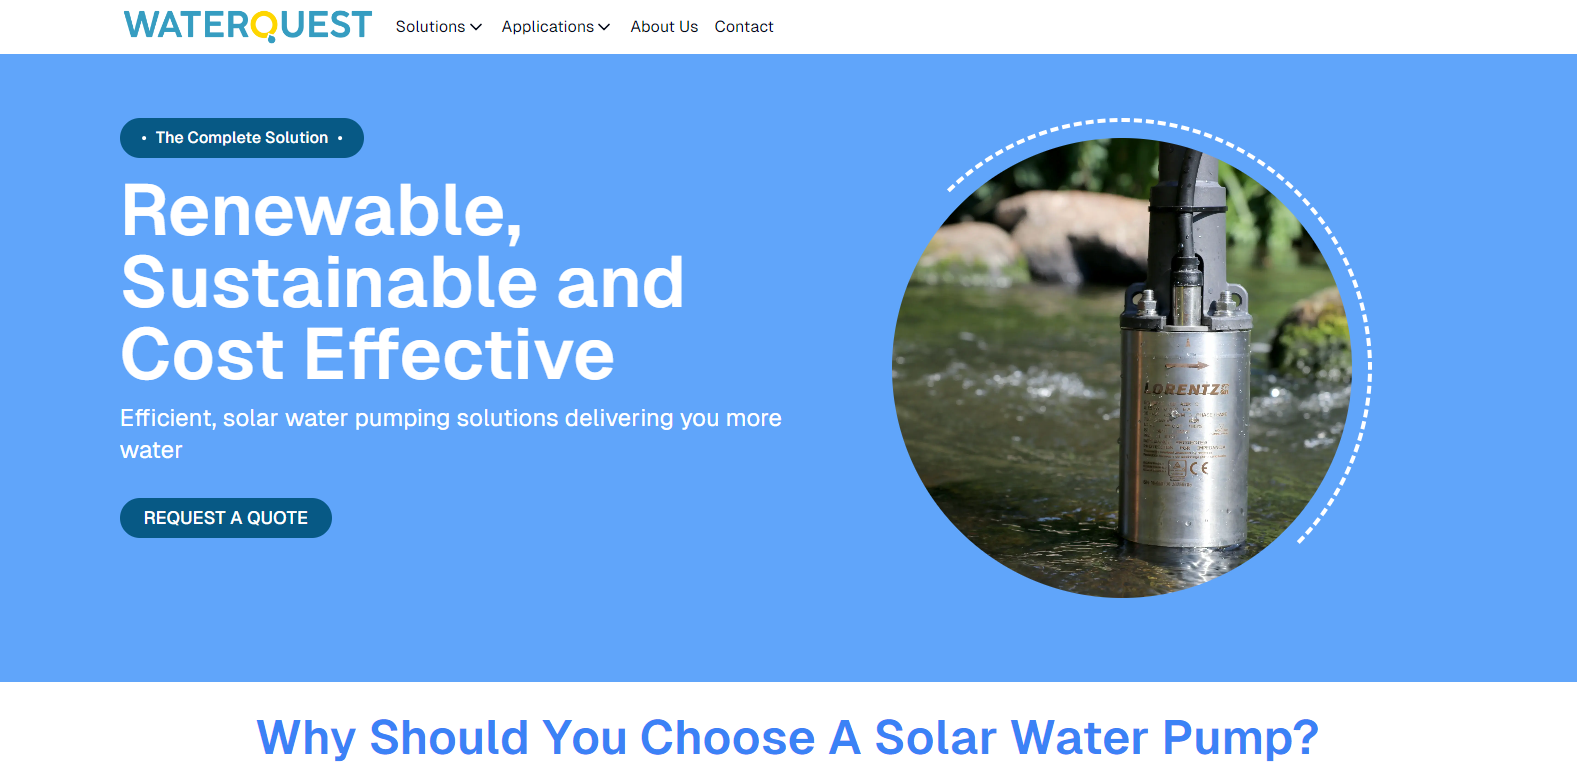 WATERQUEST Solutions Applications About Us Contact
• The Complete Solution •
Renewable,
Sustainable and
Cost Effective
Efficient, solar water pumping solutions delivering you more
water
REQUEST A QUOTE
LORENTZ
CE
Why Should You Choose A Solar Water Pump?